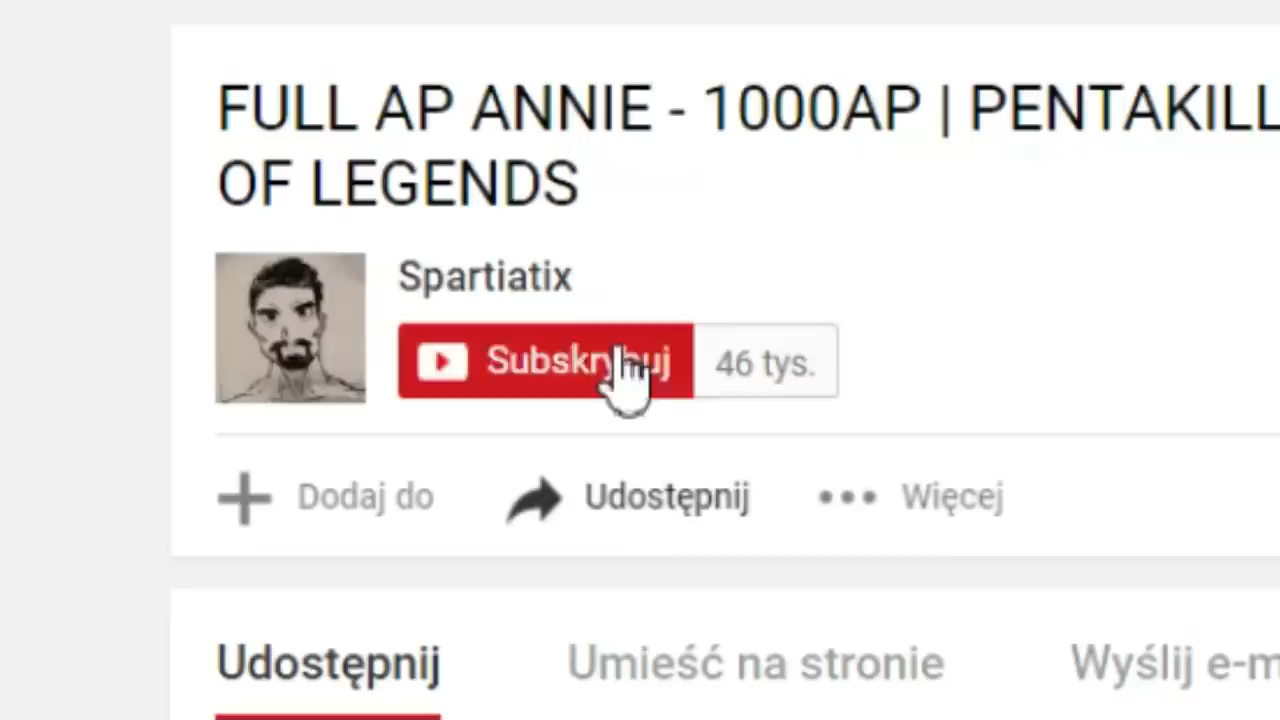 FULL AP ANNIE - 1000AP | PENTAKILL
OF LEGENDS
Spartiatix
Subskrybuj 46 tys.
Dodaj do Udostępnij Więcej
Udostępnij Umieść na stronie Wyślij e-m